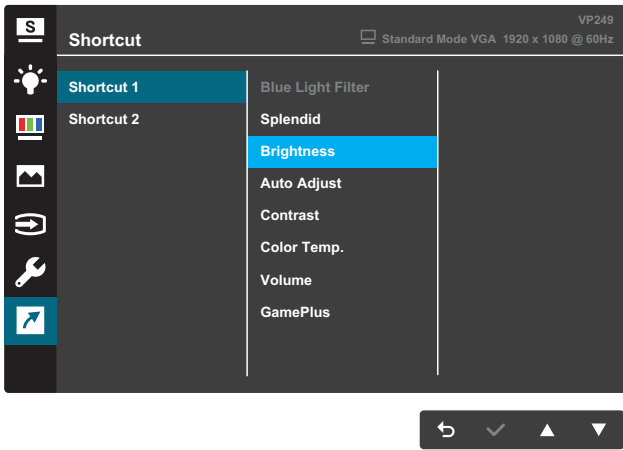 S
VP249
Shortcut
Standard Mode VGA 1920 x 1080 @ 60Hz
Shortcut 1
Shortcut 2
Blue Light Filter
Splendid
Brightness
Auto Adjust
Contrast
Color Temp.
Volume
GamePlus